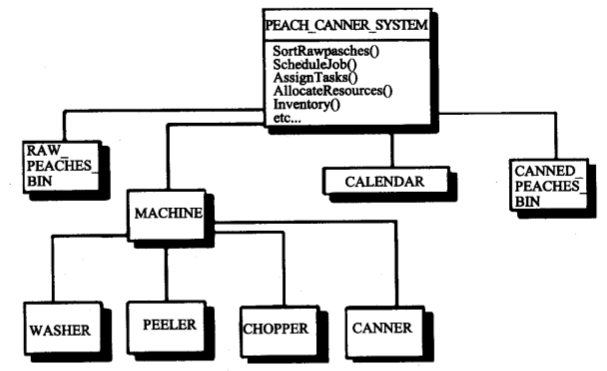 PEACH_CANNER_SYSTEM
SortRawpasches()
ScheduleJob()
AssignTasks()
AllocateResources()
Inventory()
etc...
RAW_
PEACHES_
BIN
CALENDAR
CANNED_
PEACHES_
BIN
MACHINE
WASHER
PEELER
CHOPPER
CANNER